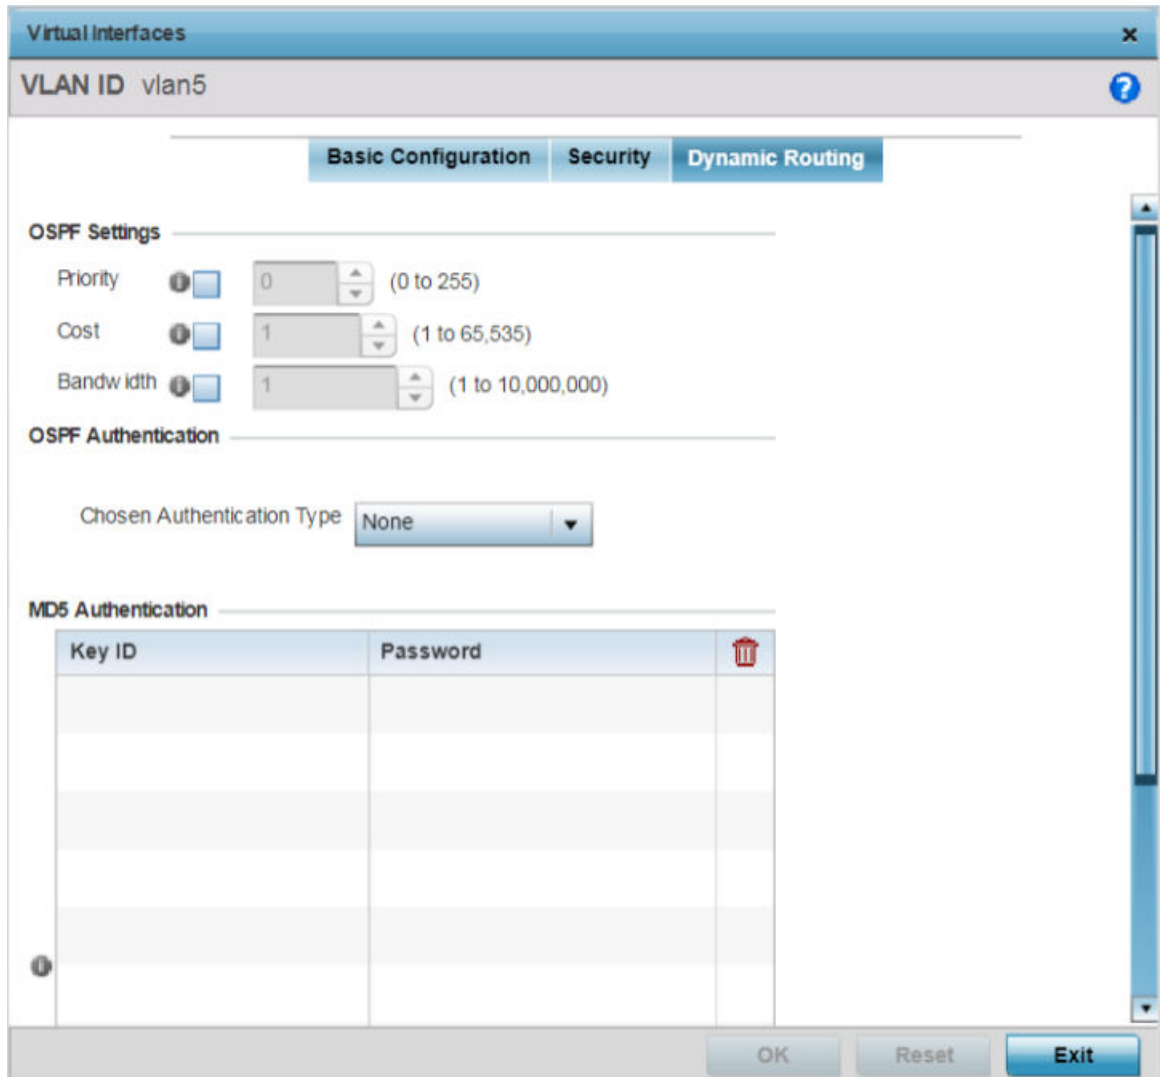 Virtual Interfaces
VLAN ID vlan5
Basic Configuration Security Dynamic Routing
OSPF Settings
Priority 0 (0 to 255)
Cost 1 (1 to 65,535)
Bandwidth 1 (1 to 10,000,000)
OSPF Authentication
Chosen Authentication Type None
MD5 Authentication
Key ID Password
OK Reset Exit